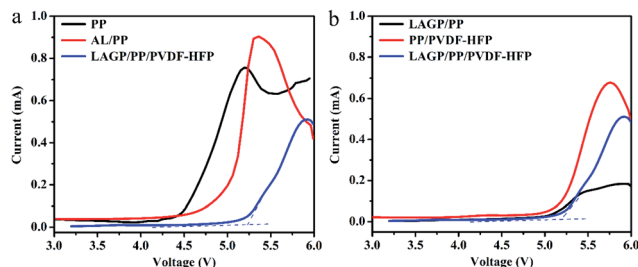 a
PP
AL/PP
LAGP/PP/PVDF-HFP
Current (mA)
1.0
0.8
0.6
0.4
0.2
0.0
3.0 3.5 4.0 4.5 5.0 5.5 6.0
Voltage (V)
b
LAGP/PP
PP/PVDF-HFP
LAGP/PP/PVDF-HFP
Current (mA)
1.0
0.8
0.6
0.4
0.2
0.0
3.0 3.5 4.0 4.5 5.0 5.5 6.0
Voltage (V)